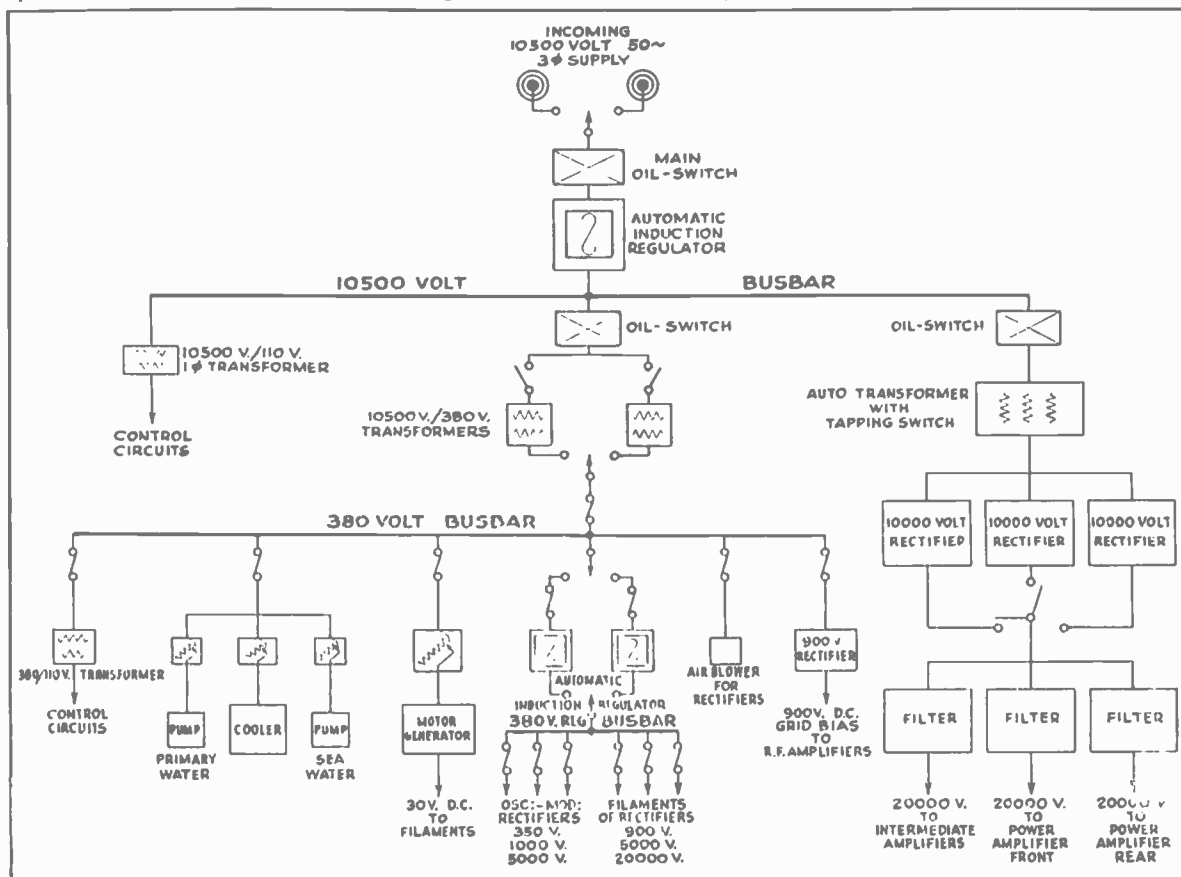 INCOMING
10500 VOLT 50~
3ϕ SUPPLY
MAIN
OIL-SWITCH
AUTOMATIC
INDUCTION
REGULATOR
10500 VOLT BUSBAR
OIL-SWITCH
OIL-SWITCH
10500 V./110 V.
1ϕ TRANSFORMER
CONTROL
CIRCUITS
10500V./380V.
TRANSFORMERS
AUTO TRANSFORMER
WITH
TAPPING SWITCH
10000 VOLT
RECTIFIED
10000 VOLT
RECTIFIER
10000 VOLT
RECTIFIER
380 VOLT BUSBAR
380/110V. TRANSFORMER
CONTROL
CIRCUITS
PUMP
PRIMARY
WATER
COOLER
PUMP
SEA
WATER
MOTOR
GENERATOR
30V. D.C.
TO
FILAMENTS
AUTOMATIC
INDUCTION REGULATOR
380V. REGT BUSBAR
OSC:-MOD:
RECTIFIERS
350 V.
1000 V.
5000 V.
FILAMENTS
OF RECTIFIERS
900 V.
5000 V.
20000 V.
AIR BLOWER
FOR
RECTIFIERS
900 V
RECTIFIER
900V. D.C.
GRID BIAS
TO
R.F. AMPLIFIERS
FILTER
FILTER
FILTER
20000 V.
TO
INTERMEDIATE
AMPLIFIERS
20000 V.
TO
POWER
AMPLIFIER
FRONT
20000 V.
TO
POWER
AMPLIFIER
REAR